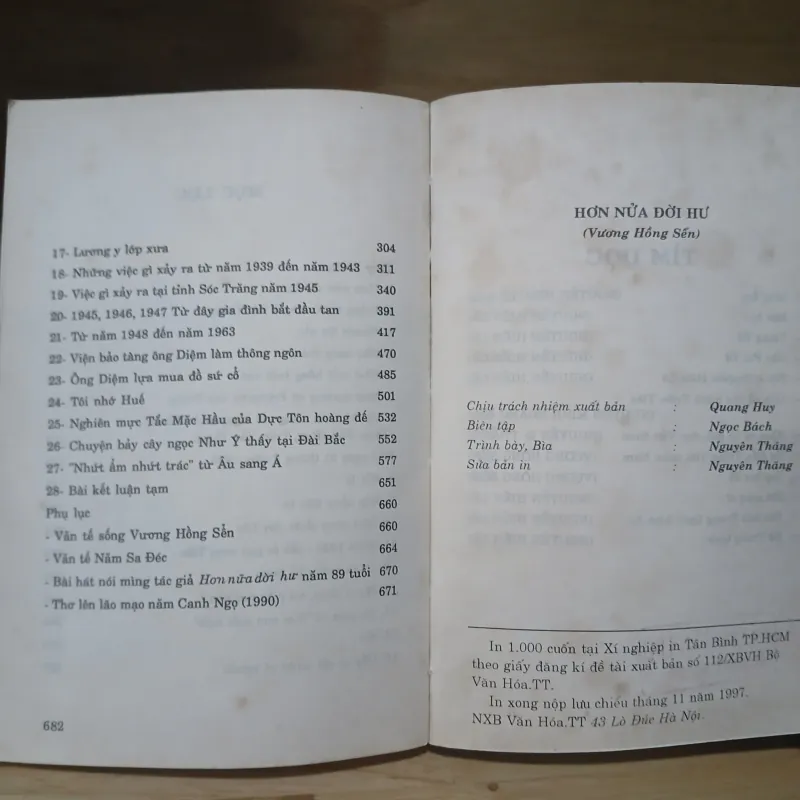 17- Lương y lớp xưa 304
18- Những việc gì xảy ra từ năm 1939 đến năm 1943 311
19- Việc gì xảy ra tại tỉnh Sóc Trăng năm 1945 340
20- 1945, 1946, 1947 Từ đây gia đình bắt đầu tan 391
21- Từ năm 1948 đến năm 1963 417
22- Viện bảo tàng ông Diệm làm thông ngôn 470
23- Ông Diệm lựa mua đồ sứ cổ 485
24- Tôi nhớ Huế 501
25- Nghiên mực Tắc Mặc Hầu của Dực Tôn hoàng đế 532
26- Chuyện bảy cây ngọc Như Ý thấy tại Đài Bắc 552
27- "Nhứt ẩm nhứt trác" từ Âu sang Á 577
28- Bài kết luận tạm 651
Phụ lục 660
- Văn tế sống Vương Hồng Sển 660
- Văn tế Năm Sa Đéc 664
- Bài hát nói mừng tác giả Hơn nửa đời hư năm 89 tuổi 670
- Thơ lên lão mạo năm Canh Ngọ (1990) 671
682
HƠN NỬA ĐỜI HƯ
(Vương Hồng Sển)
Chịu trách nhiệm xuất bản : Quang Huy
Biên tập : Ngọc Bách
Trình bày, Bìa : Nguyên Thăng
Sửa bản in : Nguyên Thăng
In 1.000 cuốn tại Xí nghiệp in Tân Bình TP.HCM
theo giấy đăng kí đề tài xuất bản số 112/XBVH Bộ
Văn Hóa.TT.
In xong nộp lưu chiểu tháng 11 năm 1997.
NXB Văn Hóa.TT 43 Lò Đúc Hà Nội.